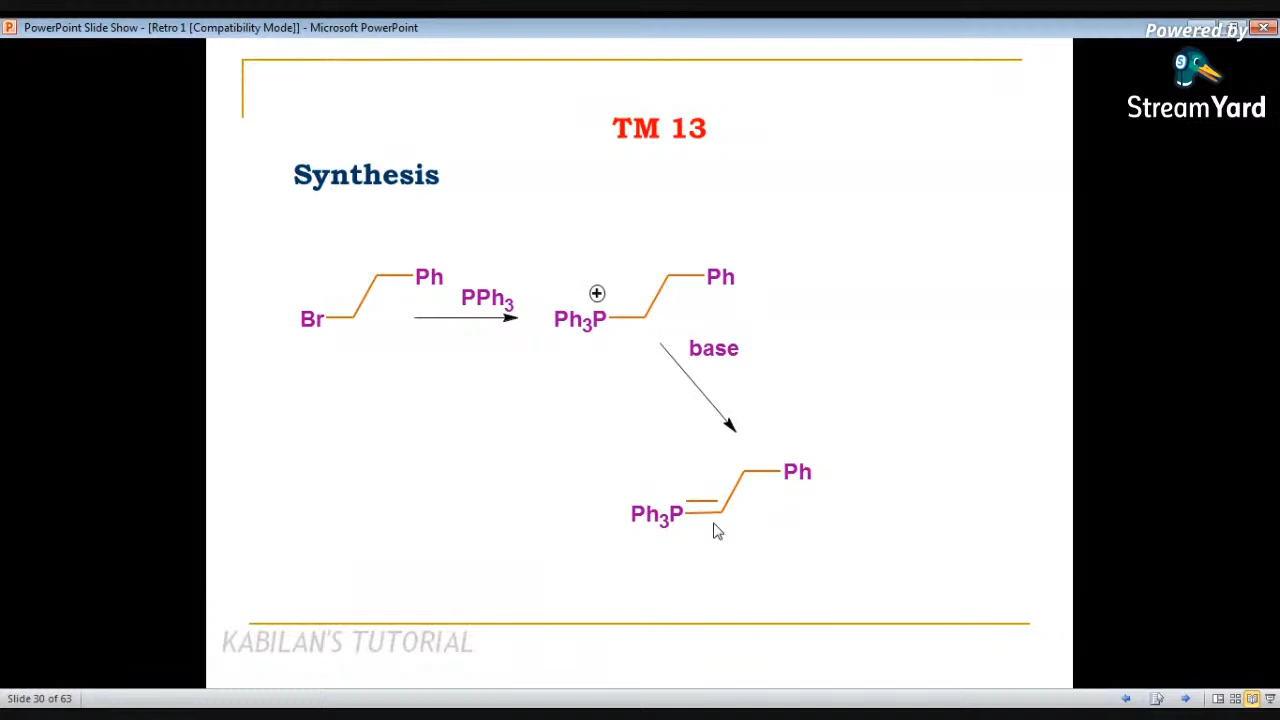 PowerPoint Slide Show - [Retro 1 [Compatibility Mode]] - Microsoft PowerPoint
Powered by
StreamYard
TM 13
Synthesis
Br Ph
PPh3
Ph3P + Ph
base
Ph3P Ph
KABILAN'S TUTORIAL
Slide 30 of 63